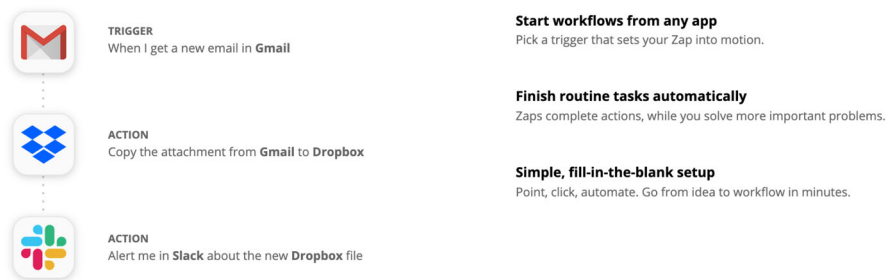 TRIGGER
When I get a new email in Gmail
ACTION
Copy the attachment from Gmail to Dropbox
ACTION
Alert me in Slack about the new Dropbox file
Start workflows from any app
Pick a trigger that sets your Zap into motion.
Finish routine tasks automatically
Zaps complete actions, while you solve more important problems.
Simple, fill-in-the-blank setup
Point, click, automate. Go from idea to workflow in minutes.